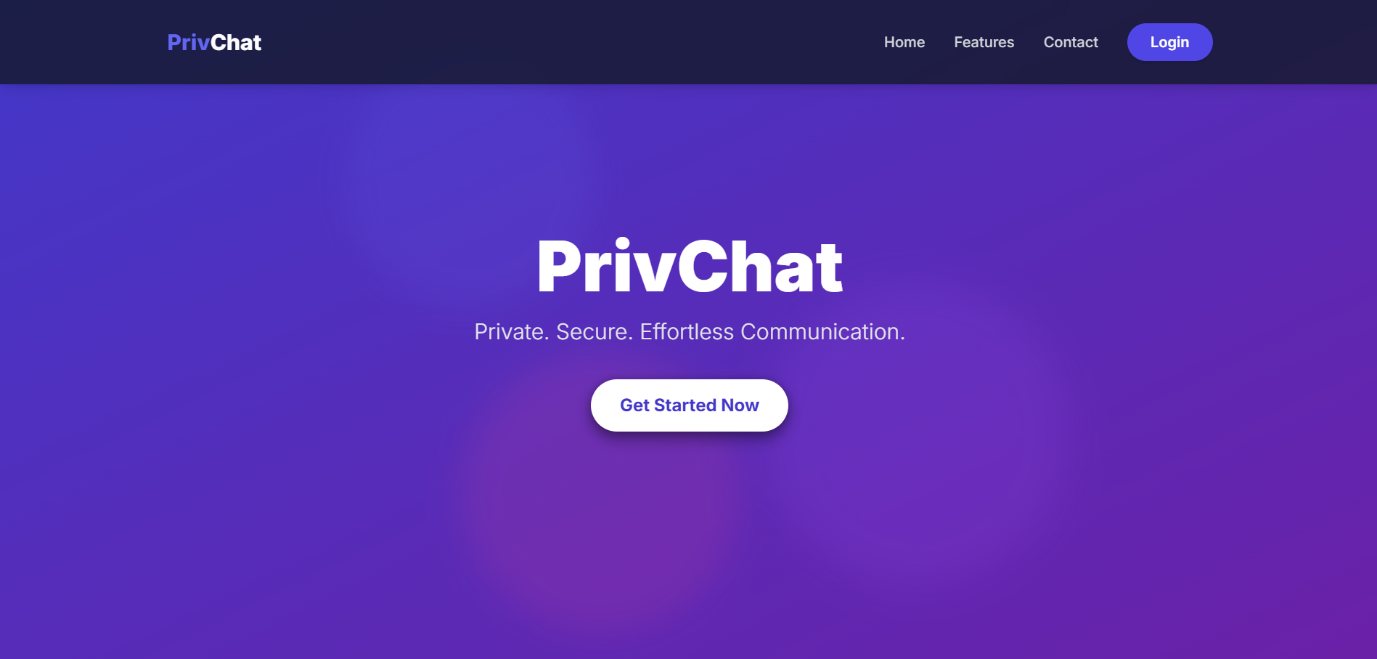 PrivChat
Home Features Contact Login
PrivChat
Private. Secure. Effortless Communication.
Get Started Now